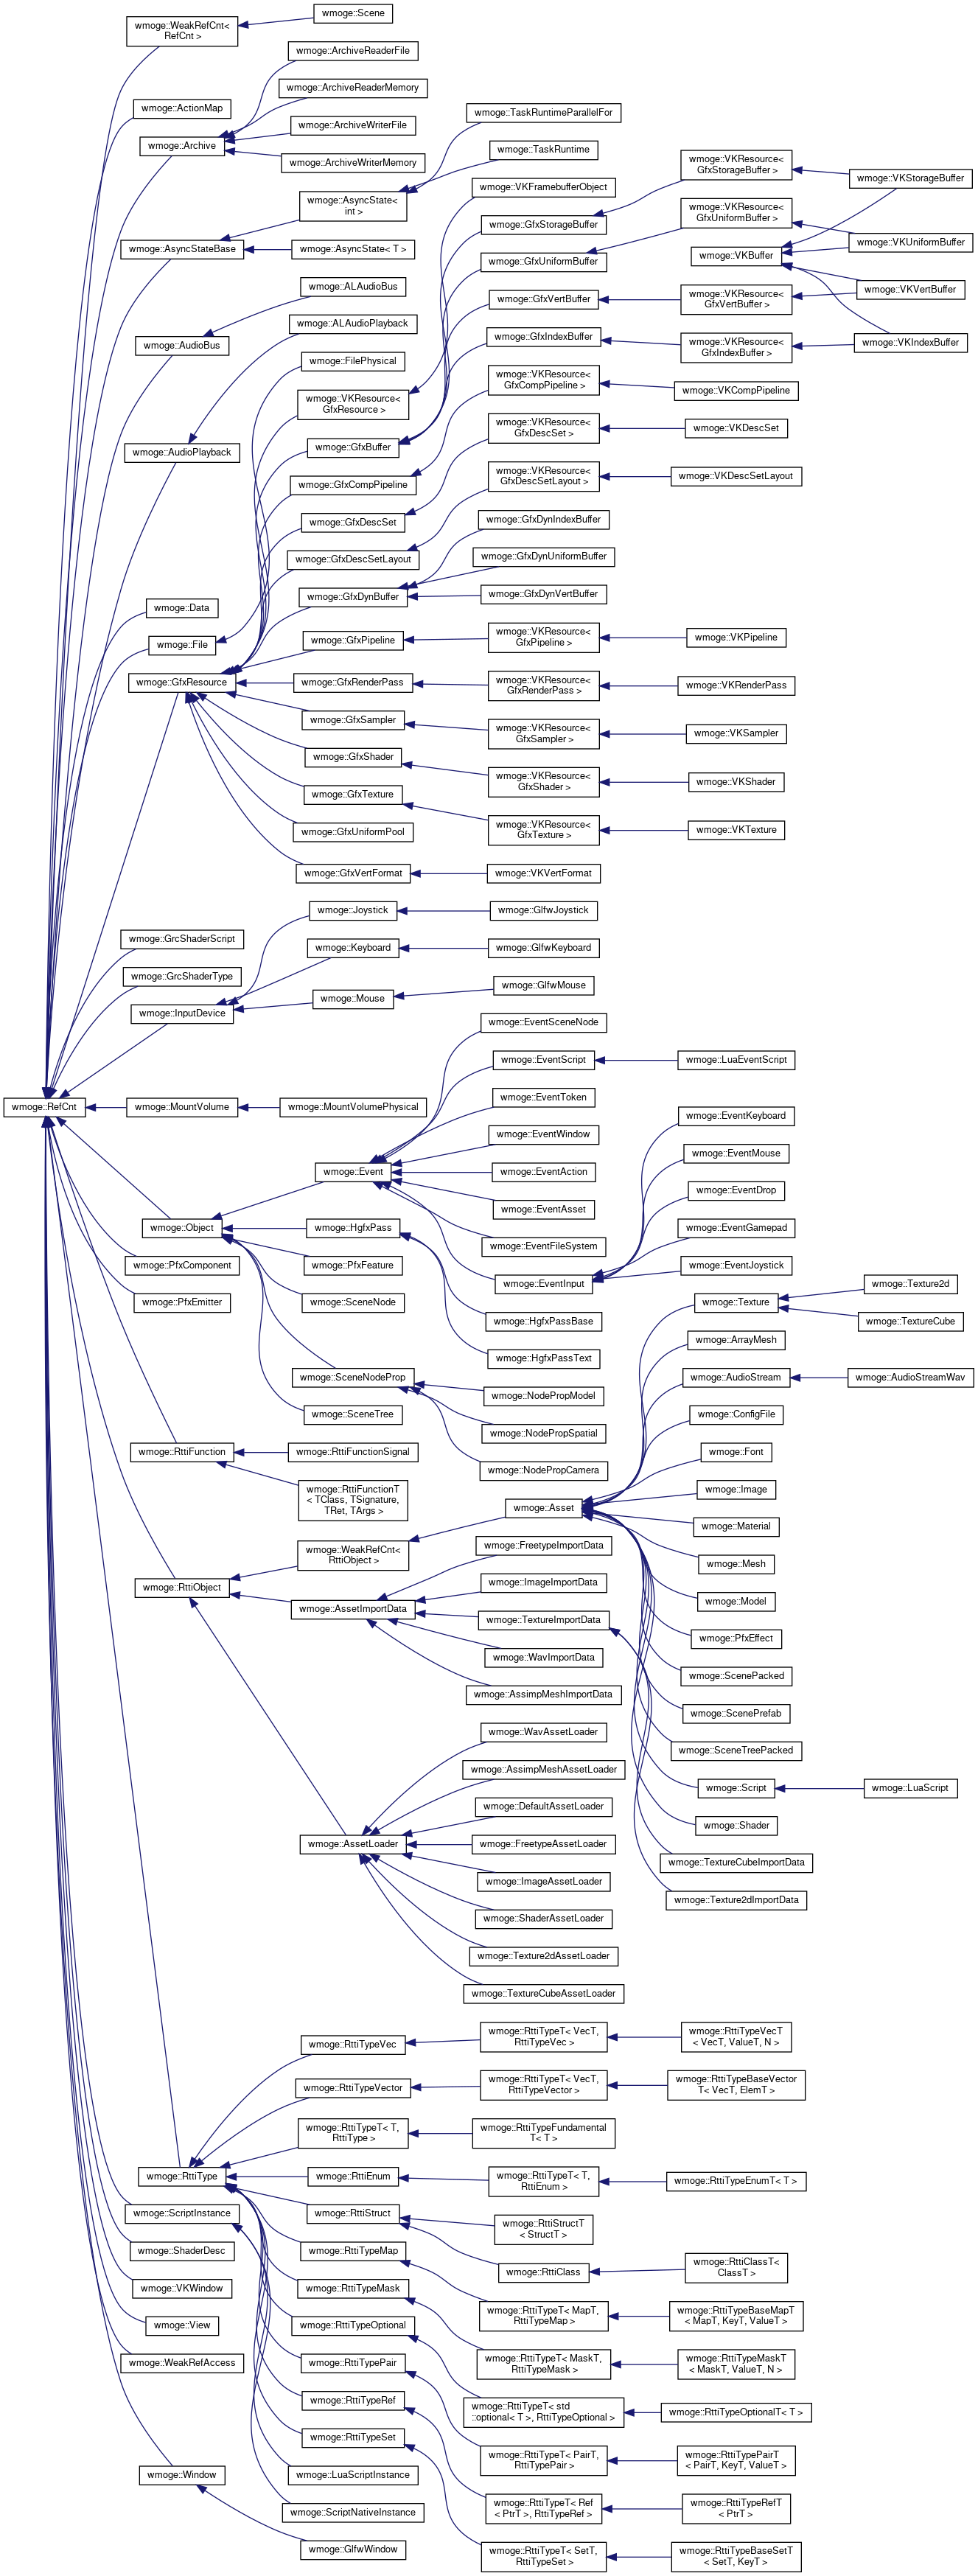 wmoge::RefCnt
wmoge::WeakRefCnt<
RefCnt >
wmoge::ActionMap
wmoge::Archive
wmoge::AsyncStateBase
wmoge::AudioBus
wmoge::AudioPlayback
wmoge::Data
wmoge::File
wmoge::GfxResource
wmoge::GrcShaderScript
wmoge::GrcShaderType
wmoge::InputDevice
wmoge::MountVolume
wmoge::Object
wmoge::PfxComponent
wmoge::PfxEmitter
wmoge::RttiFunction
wmoge::RttiObject
wmoge::RttiType
wmoge::ScriptInstance
wmoge::ShaderDesc
wmoge::VKWindow
wmoge::View
wmoge::WeakRefAccess
wmoge::Window
wmoge::Scene
wmoge::ArchiveReaderFile
wmoge::ArchiveReaderMemory
wmoge::ArchiveWriterFile
wmoge::ArchiveWriterMemory
wmoge::AsyncState<
int >
wmoge::AsyncState< T >
wmoge::ALAudioBus
wmoge::ALAudioPlayback
wmoge::FilePhysical
wmoge::VKResource<
GfxResource >
wmoge::GfxBuffer
wmoge::GfxCompPipeline
wmoge::GfxDescSet
wmoge::GfxDescSetLayout
wmoge::GfxDynBuffer
wmoge::GfxPipeline
wmoge::GfxRenderPass
wmoge::GfxSampler
wmoge::GfxShader
wmoge::GfxTexture
wmoge::GfxUniformPool
wmoge::GfxVertFormat
wmoge::Joystick
wmoge::Keyboard
wmoge::Mouse
wmoge::MountVolumePhysical
wmoge::Event
wmoge::HgfxPass
wmoge::PfxFeature
wmoge::SceneNode
wmoge::SceneNodeProp
wmoge::SceneTree
wmoge::RttiFunctionSignal
wmoge::RttiFunctionT
< TClass, TSignature,
TRet, TArgs >
wmoge::WeakRefCnt<
RttiObject >
wmoge::AssetImportData
wmoge::AssetLoader
wmoge::RttiTypeVec
wmoge::RttiTypeVector
wmoge::RttiTypeT< T,
RttiType >
wmoge::RttiEnum
wmoge::RttiStruct
wmoge::RttiTypeMap
wmoge::RttiTypeMask
wmoge::RttiTypeOptional
wmoge::RttiTypePair
wmoge::RttiTypeRef
wmoge::RttiTypeSet
wmoge::LuaScriptInstance
wmoge::ScriptNativeInstance
wmoge::GlfwWindow
wmoge::TaskRuntimeParallelFor
wmoge::TaskRuntime
wmoge::VKFramebufferObject
wmoge::GfxStorageBuffer
wmoge::GfxUniformBuffer
wmoge::GfxVertBuffer
wmoge::GfxIndexBuffer
wmoge::VKResource<
GfxCompPipeline >
wmoge::VKResource<
GfxDescSet >
wmoge::VKResource<
GfxDescSetLayout >
wmoge::GfxDynIndexBuffer
wmoge::GfxDynUniformBuffer
wmoge::GfxDynVertBuffer
wmoge::VKResource<
GfxPipeline >
wmoge::VKResource<
GfxRenderPass >
wmoge::VKResource<
GfxSampler >
wmoge::VKResource<
GfxShader >
wmoge::VKResource<
GfxTexture >
wmoge::VKVertFormat
wmoge::GlfwJoystick
wmoge::GlfwKeyboard
wmoge::GlfwMouse
wmoge::EventSceneNode
wmoge::EventScript
wmoge::EventToken
wmoge::EventWindow
wmoge::EventAction
wmoge::EventAsset
wmoge::EventFileSystem
wmoge::EventInput
wmoge::HgfxPassBase
wmoge::HgfxPassText
wmoge::NodePropModel
wmoge::NodePropSpatial
wmoge::NodePropCamera
wmoge::Asset
wmoge::FreetypeImportData
wmoge::ImageImportData
wmoge::TextureImportData
wmoge::WavImportData
wmoge::AssimpMeshImportData
wmoge::WavAssetLoader
wmoge::AssimpMeshAssetLoader
wmoge::DefaultAssetLoader
wmoge::FreetypeAssetLoader
wmoge::ImageAssetLoader
wmoge::ShaderAssetLoader
wmoge::Texture2dAssetLoader
wmoge::TextureCubeAssetLoader
wmoge::RttiTypeT< VecT,
RttiTypeVec >
wmoge::RttiTypeT< VecT,
RttiTypeVector >
wmoge::RttiTypeFundamental
T< T >
wmoge::RttiTypeT< T,
RttiEnum >
wmoge::RttiStructT
< StructT >
wmoge::RttiClass
wmoge::RttiTypeT< MapT,
RttiTypeMap >
wmoge::RttiTypeT< MaskT,
RttiTypeMask >
wmoge::RttiTypeT< std
::optional< T >, RttiTypeOptional >
wmoge::RttiTypeT< PairT,
RttiTypePair >
wmoge::RttiTypeT< Ref
< PtrT >, RttiTypeRef >
wmoge::RttiTypeT< SetT,
RttiTypeSet >
wmoge::VKResource<
GfxStorageBuffer >
wmoge::VKResource<
GfxUniformBuffer >
wmoge::VKBuffer
wmoge::VKResource<
GfxVertBuffer >
wmoge::VKResource<
GfxIndexBuffer >
wmoge::VKCompPipeline
wmoge::VKDescSet
wmoge::VKDescSetLayout
wmoge::VKPipeline
wmoge::VKRenderPass
wmoge::VKSampler
wmoge::VKShader
wmoge::VKTexture
wmoge::LuaEventScript
wmoge::EventKeyboard
wmoge::EventMouse
wmoge::EventDrop
wmoge::EventGamepad
wmoge::EventJoystick
wmoge::Texture
wmoge::ArrayMesh
wmoge::AudioStream
wmoge::ConfigFile
wmoge::Font
wmoge::Image
wmoge::Material
wmoge::Mesh
wmoge::Model
wmoge::PfxEffect
wmoge::ScenePacked
wmoge::ScenePrefab
wmoge::SceneTreePacked
wmoge::Script
wmoge::Shader
wmoge::TextureCubeImportData
wmoge::Texture2dImportData
wmoge::RttiTypeVecT
< VecT, ValueT, N >
wmoge::RttiTypeBaseVector
T< VecT, ElemT >
wmoge::RttiTypeEnumT< T >
wmoge::RttiClassT<
ClassT >
wmoge::RttiTypeBaseMapT
< MapT, KeyT, ValueT >
wmoge::RttiTypeMaskT
< MaskT, ValueT, N >
wmoge::RttiTypeOptionalT< T >
wmoge::RttiTypePairT
< PairT, KeyT, ValueT >
wmoge::RttiTypeRefT
< PtrT >
wmoge::RttiTypeBaseSetT
< SetT, KeyT >
wmoge::VKStorageBuffer
wmoge::VKUniformBuffer
wmoge::VKVertBuffer
wmoge::VKIndexBuffer
wmoge::Texture2d
wmoge::TextureCube
wmoge::AudioStreamWav
wmoge::LuaScript